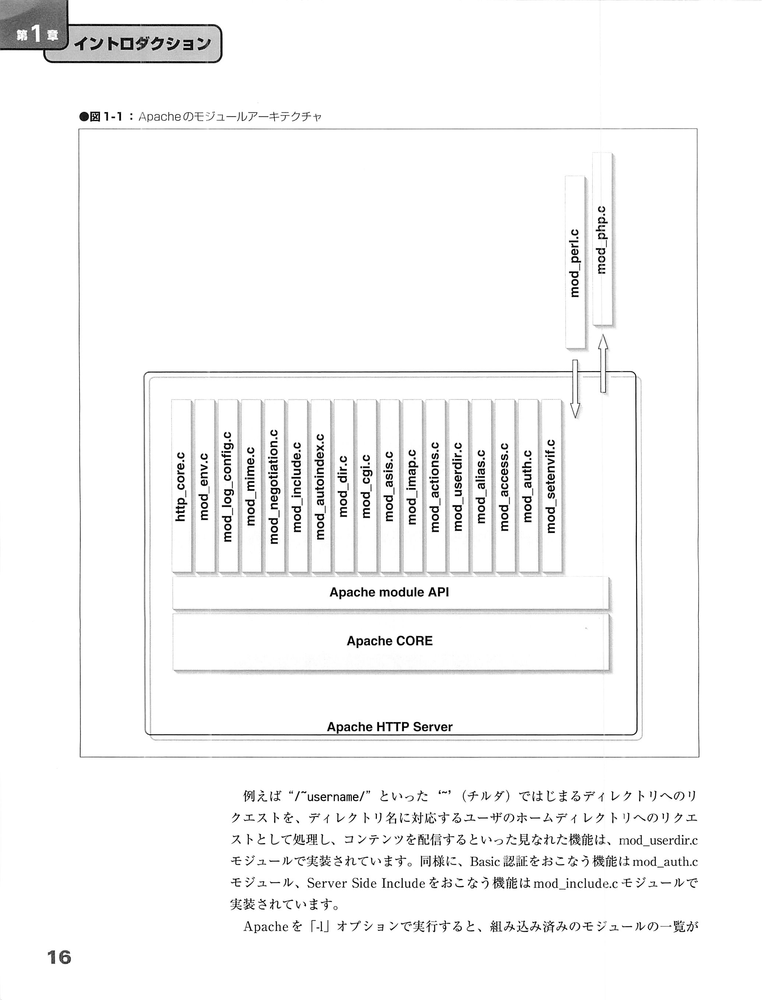 第1章
イントロダクション
●図1-1：Apacheのモジュールアーキテクチャ
mod_php.c
mod_perl.c
http_core.c
mod_env.c
mod_log_config.c
mod_mime.c
mod_negotiation.c
mod_include.c
mod_autoindex.c
mod_dir.c
mod_cgi.c
mod_asis.c
mod_imap.c
mod_actions.c
mod_userdir.c
mod_alias.c
mod_access.c
mod_auth.c
mod_setenvif.c
Apache module API
Apache CORE
Apache HTTP Server
例えば“/~username/”といった‘~’（チルダ）ではじまるディレクトリへのリ
クエストを、ディレクトリ名に対応するユーザのホームディレクトリへのリクエ
ストとして処理し、コンテンツを配信するといった見なれた機能は、mod_userdir.c
モジュールで実装されています。同様に、Basic認証をおこなう機能はmod_auth.c
モジュール、Server Side Includeをおこなう機能はmod_include.cモジュールで
実装されています。
Apacheを「-l」オプションで実行すると、組み込み済みのモジュールの一覧が
16